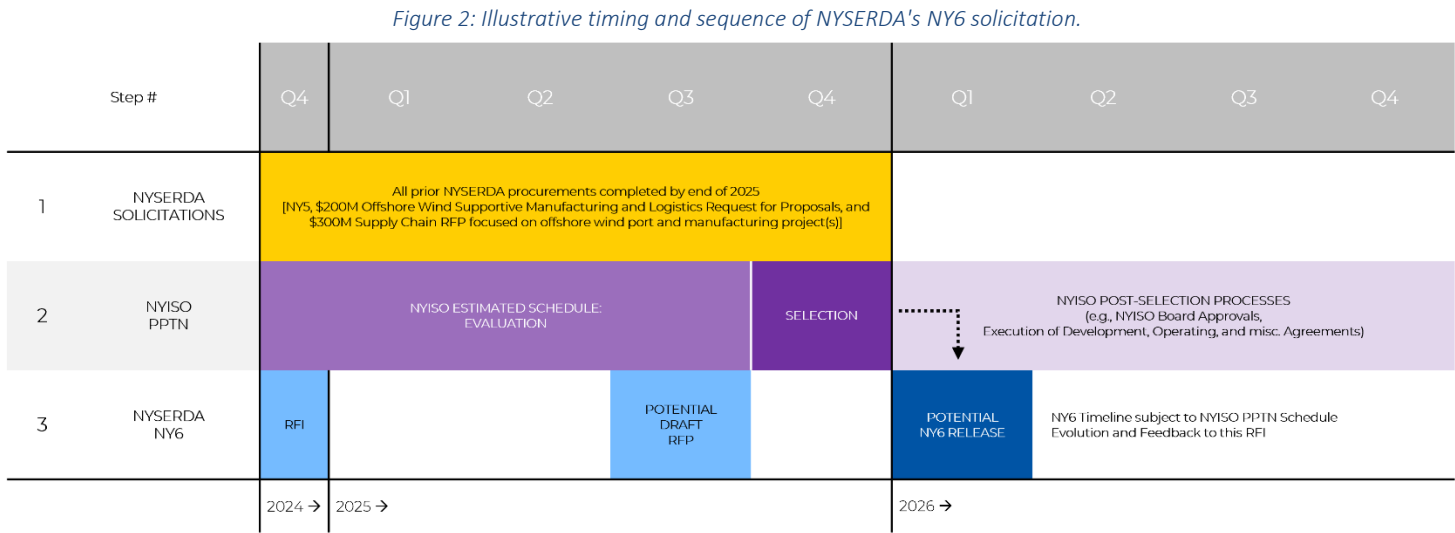 Figure 2: Illustrative timing and sequence of NYSERDA's NY6 solicitation.
Step #
Q4
Q1
Q2
Q3
Q4
Q1
Q2
Q3
Q4
1
NYSERDA
SOLICITATIONS
All prior NYSERDA procurements completed by end of 2025
[NY5, $200M Offshore Wind Supportive Manufacturing and Logistics Request for Proposals, and
$300M Supply Chain RFP focused on offshore wind port and manufacturing project(s)]
2
NYISO
PPTN
NYISO ESTIMATED SCHEDULE:
EVALUATION
SELECTION
NYISO POST-SELECTION PROCESSES
(e.g., NYISO Board Approvals,
Execution of Development, Operating, and misc. Agreements)
3
NYSERDA
NY6
RFI
POTENTIAL
DRAFT
RFP
POTENTIAL
NY6 RELEASE
NY6 Timeline subject to NYISO PPTN Schedule
Evolution and Feedback to this RFI
2024 →
2025 →
2026 →